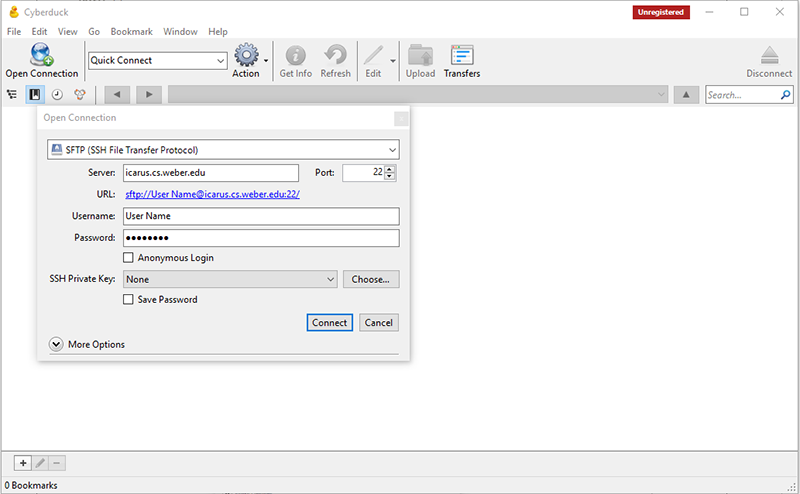 Cyberduck
Unregistered
File Edit View Go Bookmark Window Help
Quick Connect
Open Connection Action Get Info Refresh Edit Upload Transfers Disconnect
Search...
Open Connection
SFTP (SSH File Transfer Protocol)
Server: icarus.cs.weber.edu Port: 22
URL: sftp://User Name@icarus.cs.weber.edu:22/
Username: User Name
Password: ●●●●●●●●
Anonymous Login
SSH Private Key: None Choose...
Save Password
Connect Cancel
More Options
0 Bookmarks